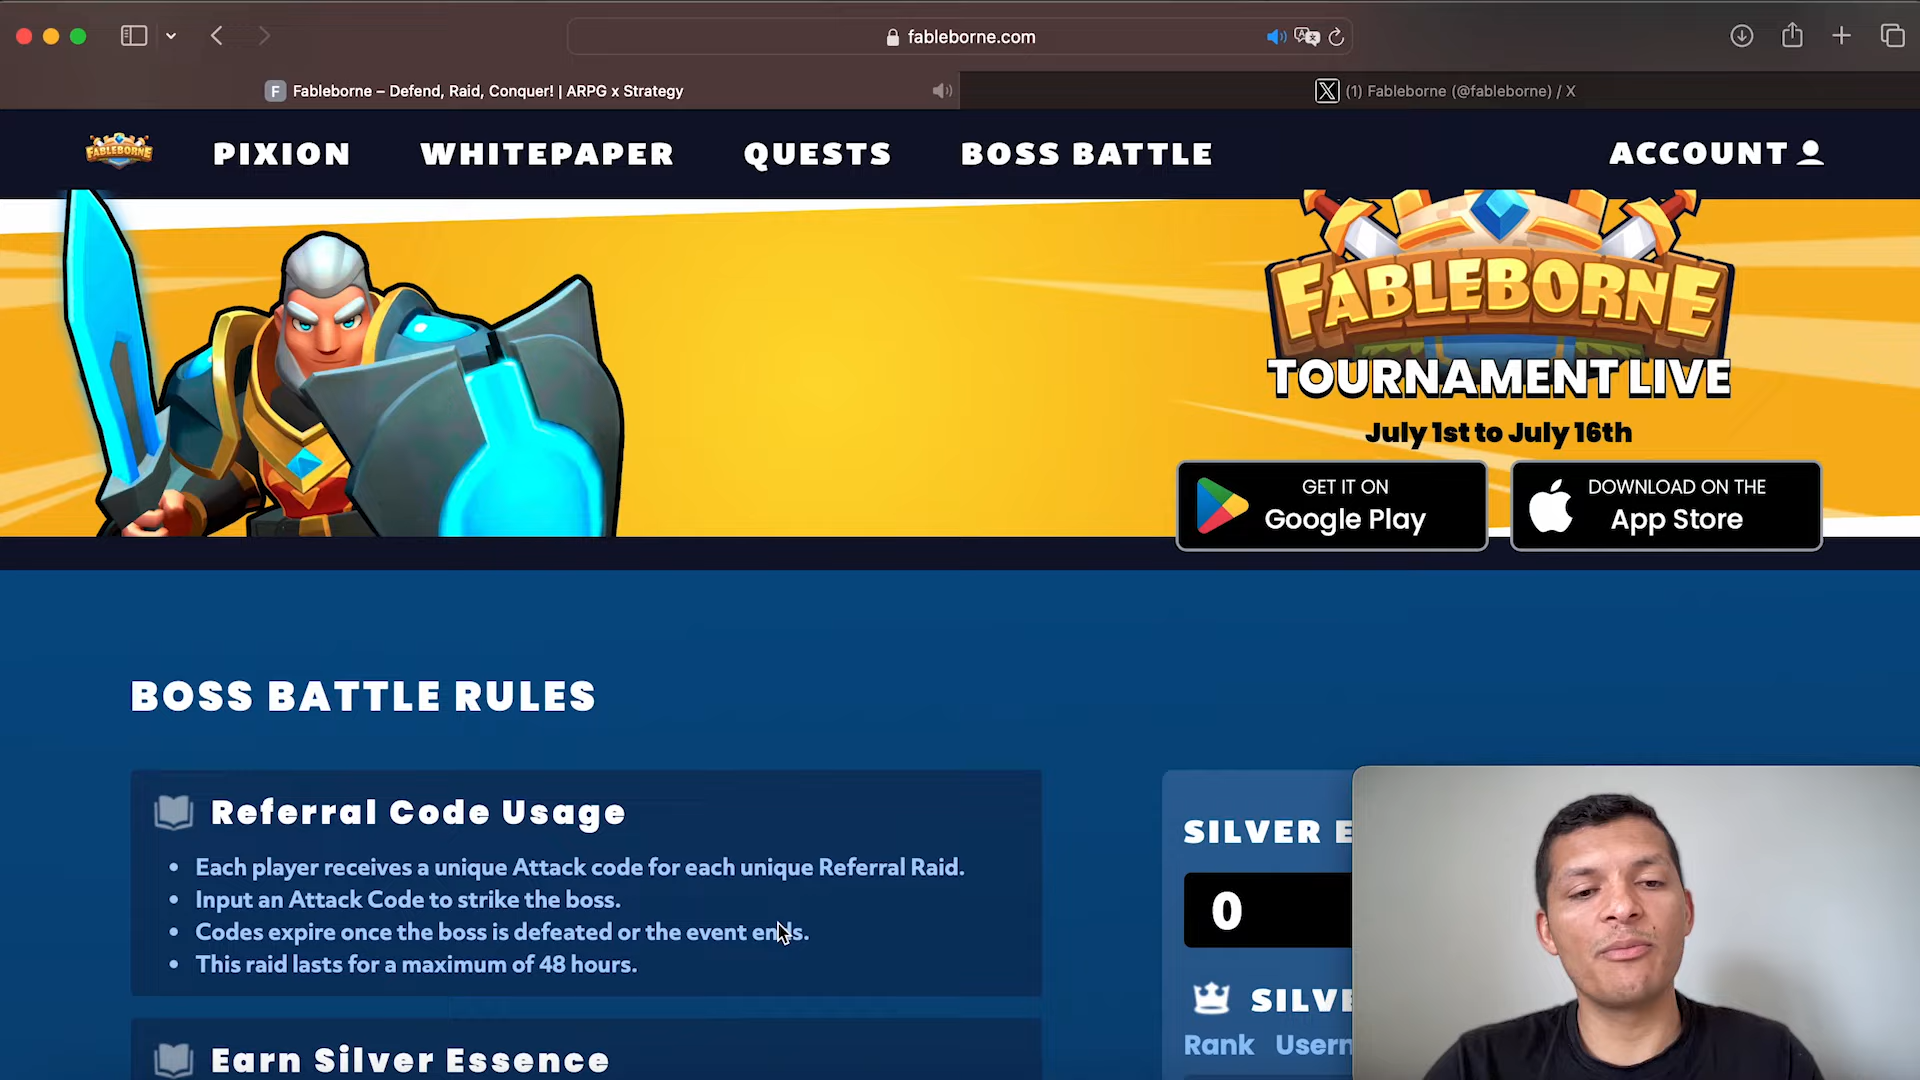 fableborne.com
F Fableborne – Defend, Raid, Conquer! | ARPG x Strategy
(1) Fableborne (@fableborne) / X
FABLEBORNE
PIXION
WHITEPAPER
QUESTS
BOSS BATTLE
ACCOUNT
FABLEBORNE
TOURNAMENT LIVE
July 1st to July 16th
GET IT ON
Google Play
DOWNLOAD ON THE
App Store
BOSS BATTLE RULES
Referral Code Usage
• Each player receives a unique Attack code for each unique Referral Raid.
• Input an Attack Code to strike the boss.
• Codes expire once the boss is defeated or the event ends.
• This raid lasts for a maximum of 48 hours.
Earn Silver Essence
SILVER E
0
SILVE
Rank Usern